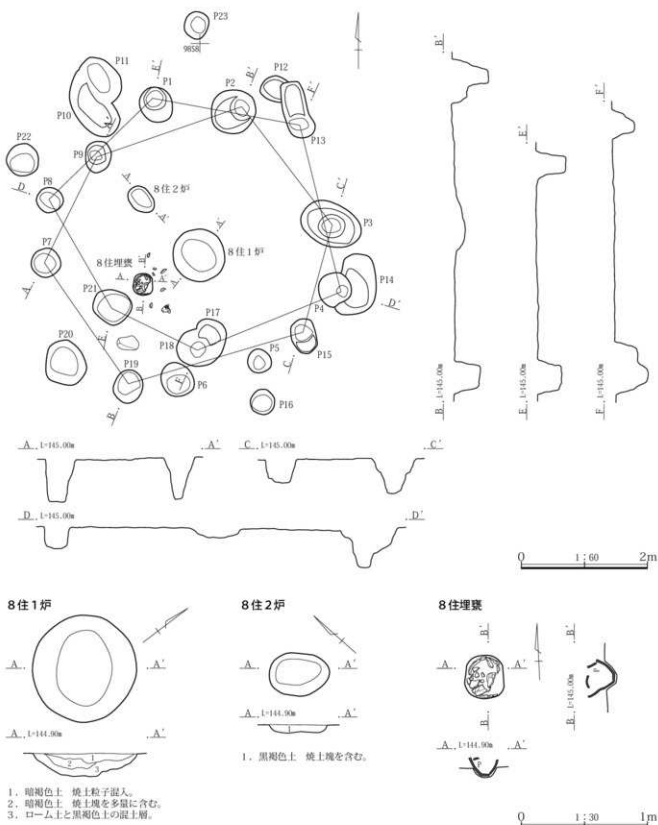 P23
9858
P11
P10
P1
E'
P2
B'
P12
F'
P13
A'
P9
P22
D
P8
A
8住2炉
A'
C'
P3
P7
A
8住埋甕
B'
A
A'
B
A'
8住1炉
A
P14
D'
P21
E
P17
P18
P4
P15
C
P20
P19
B
F
P6
P5
P16
B'
E'
F'
B L=145.00m
E L=145.00m
F L=145.00m
A L=145.00m A'
C L=145.00m C'
D L=145.00m D'
0 1:60 2m
8住1炉
A A'
A L=144.90m A'
1
2
3
1. 暗褐色土 焼土粒子混入。
2. 暗褐色土 焼土塊を多量に含む。
3. ローム土と黒褐色土の混土層。
8住2炉
A A'
A L=144.90m A'
1
1. 黒褐色土 焼土塊を含む。
8住埋甕
B'
A A'
B
B'
B L=145.00m
P
A L=144.90m A'
P
0 1:30 1m